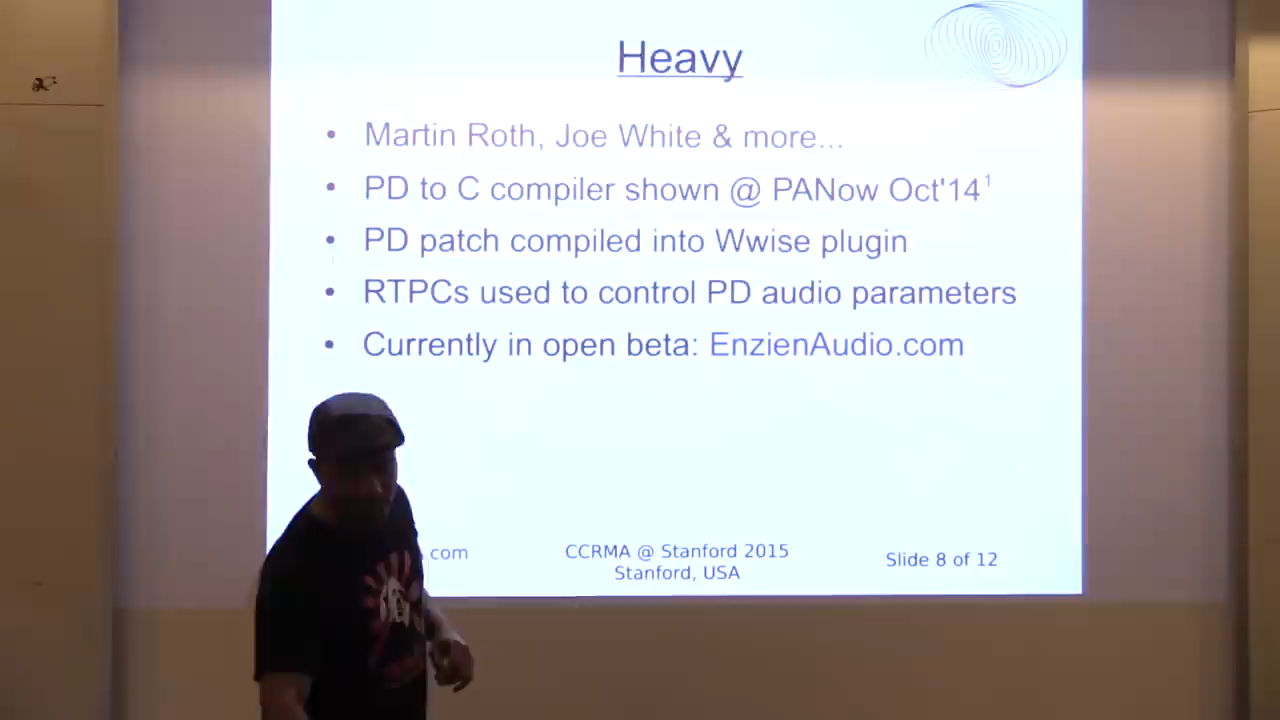 Heavy
• Martin Roth, Joe White & more...
• PD to C compiler shown @ PANow Oct'14¹
• PD patch compiled into Wwise plugin
• RTPCs used to control PD audio parameters
• Currently in open beta: EnzienAudio.com
com
CCRMA @ Stanford 2015
Stanford, USA
Slide 8 of 12